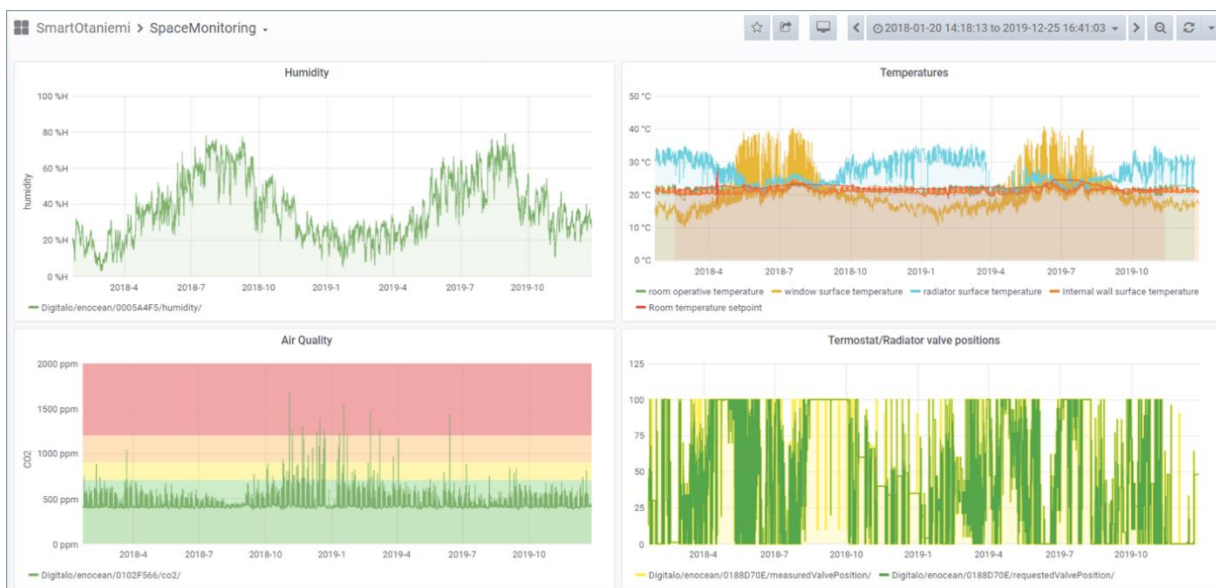 SmartOtaniemi > SpaceMonitoring
2018-01-20 14:18:13 to 2019-12-25 16:41:03
Humidity
100 %H
80 %H
60 %H
40 %H
20 %H
0 %H
humidity
2018-4 2018-7 2018-10 2019-1 2019-4 2019-7 2019-10
Digitalo/enocean/0005A4F5/humidity/
Temperatures
50 °C
40 °C
30 °C
20 °C
10 °C
0 °C
2018-4 2018-7 2018-10 2019-1 2019-4 2019-7 2019-10
room operative temperature window surface temperature radiator surface temperature Internal wall surface temperature
Room temperature setpoint
Air Quality
2000 ppm
1500 ppm
1000 ppm
500 ppm
0 ppm
CO2
2018-4 2018-7 2018-10 2019-1 2019-4 2019-7 2019-10
Digitalo/enocean/0102F566/co2/
Termostat/Radiator valve positions
125
100
75
50
25
0
2018-4 2018-7 2018-10 2019-1 2019-4 2019-7 2019-10
Digitalo/enocean/0188D70E/measuredValvePosition/ Digitalo/enocean/0188D70E/requestedValvePosition/